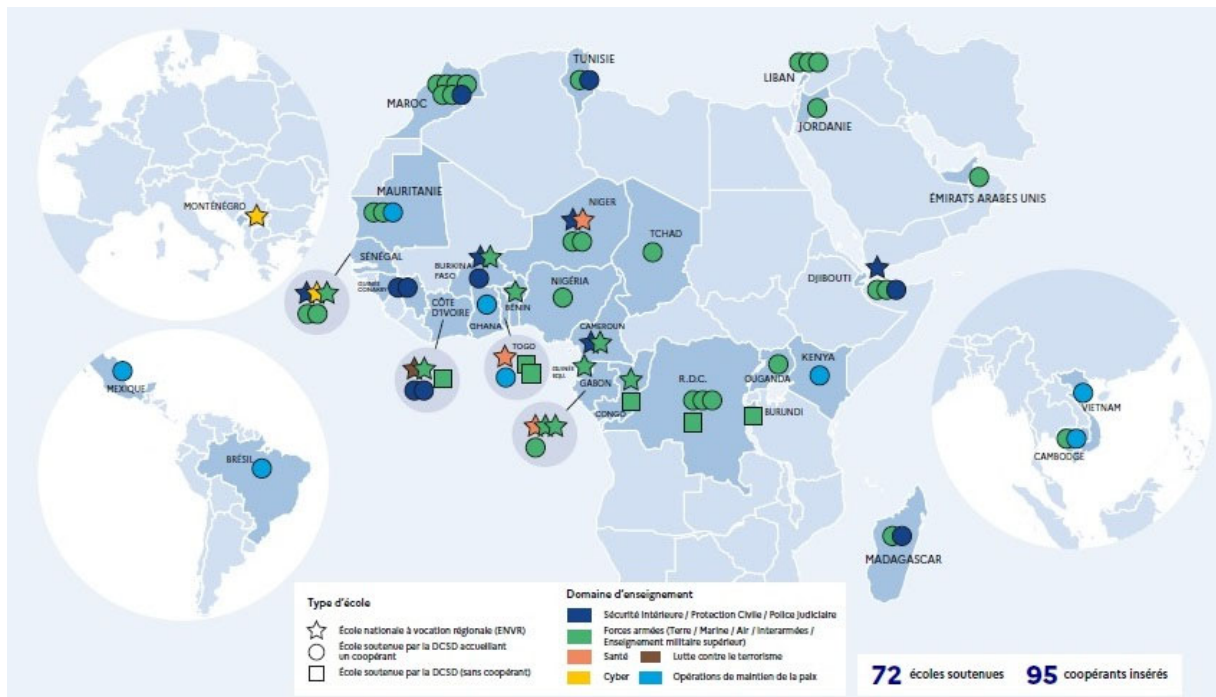 TUNISIE
LIBAN
MAROC
JORDANIE
MAURITANIE
NIGER
ÉMIRATS ARABES UNIS
MONTÉNÉGRO
TCHAD
SÉNÉGAL
BURKINA
FASO
DJIBOUTI
GUINÉE
CONAKRY
NIGÉRIA
CÔTE
D'IVOIRE
BÉNIN
GHANA
CAMEROUN
TOGO
GUINÉE
ÉQU.
KENYA
R.D.C.
OUGANDA
MEXIQUE
GABON
CONGO
BURUNDI
VIETNAM
CAMBODGE
BRÉSIL
MADAGASCAR
Type d'école
École nationale à vocation régionale (ENVR)
École soutenue par la DCSD accueillant
un coopérant
École soutenue par la DCSD (sans coopérant)
Domaine d'enseignement
Sécurité Intérieure / Protection Civile / Police Judiciaire
Forces armées (Terre / Marine / Air / Interarmées /
Enseignement militaire supérieur)
Santé
Lutte contre le terrorisme
Cyber
Opérations de maintien de la paix
72 écoles soutenues
95 coopérants insérés